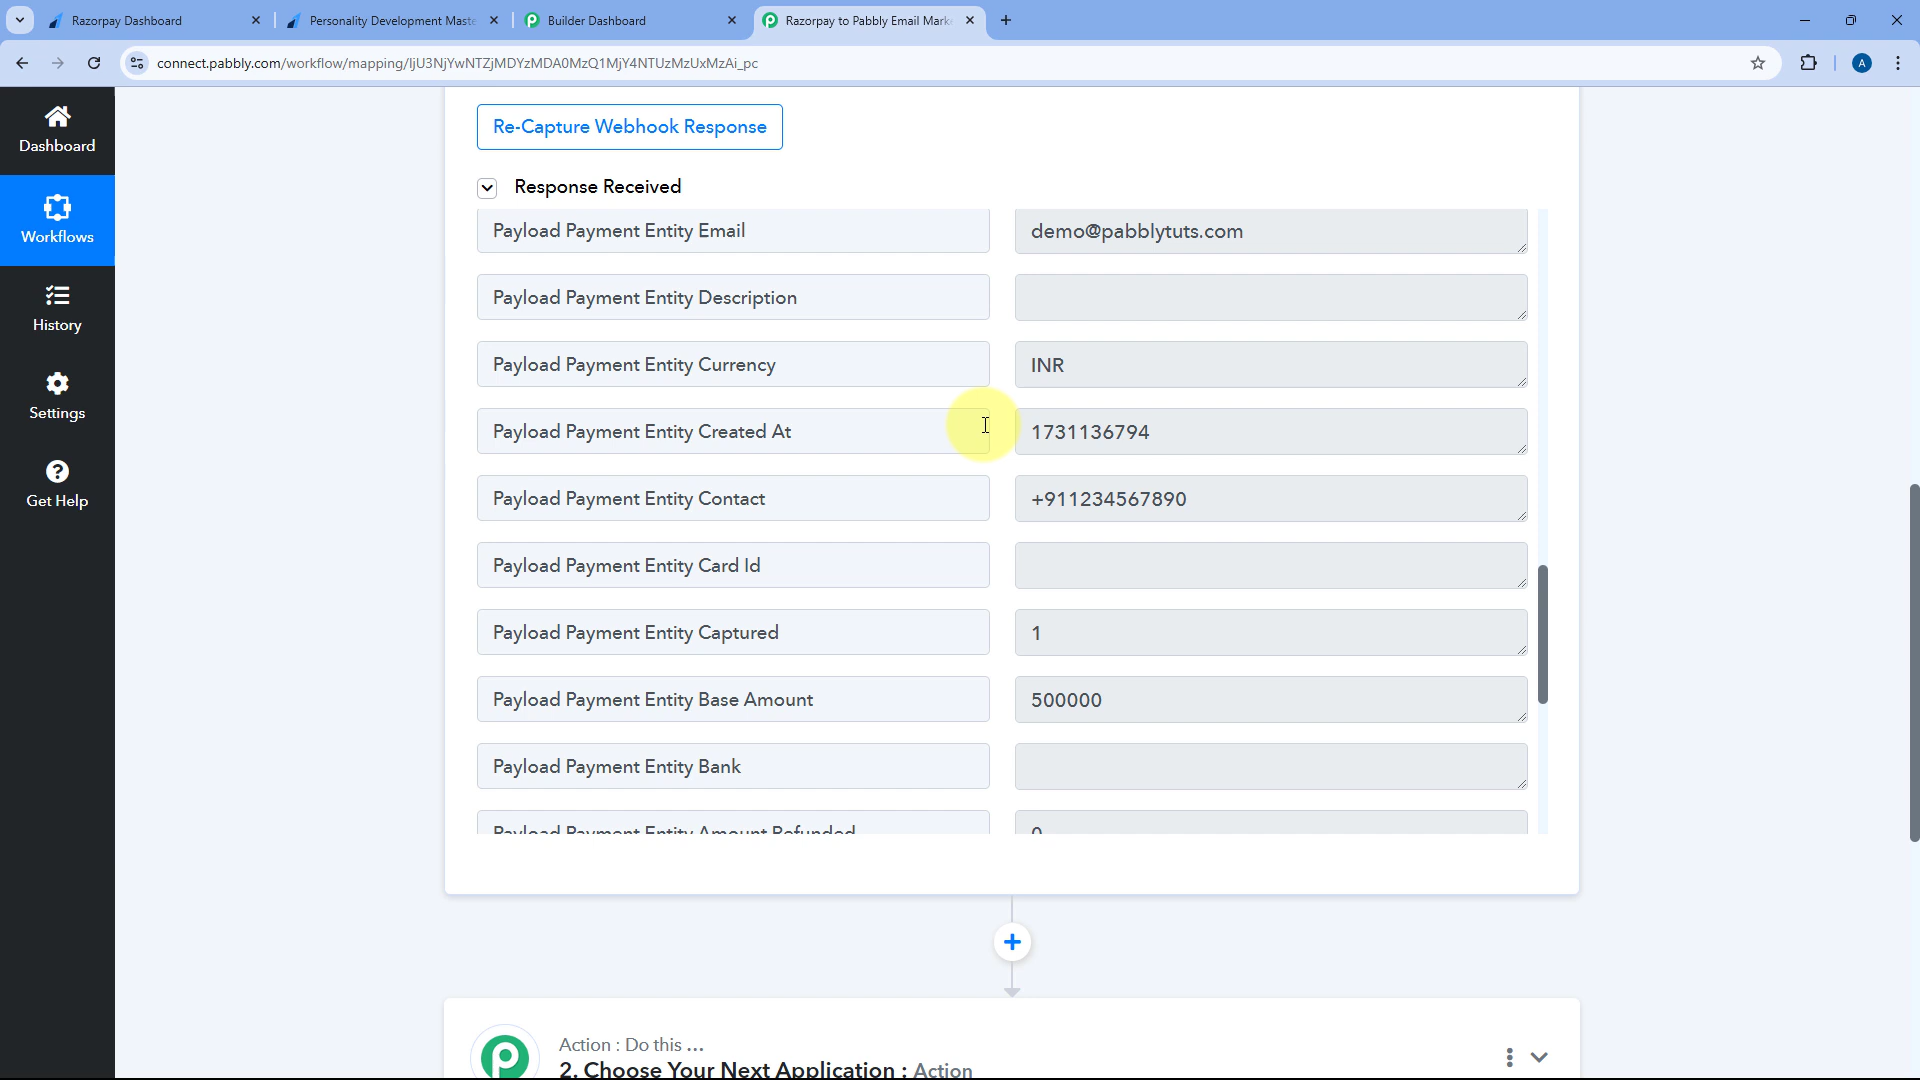 Razorpay Dashboard
Personality Development Maste
Builder Dashboard
Razorpay to Pabbly Email Mark
connect.pabbly.com/workflow/mapping/IjU3NjYwNTZjMDYzMDA0MzQ1MjY4NTUzMzUxMzAi_pc
A
Dashboard
Workflows
History
Settings
Get Help
Re-Capture Webhook Response
Response Received
Payload Payment Entity Email
demo@pabblytuts.com
Payload Payment Entity Description
Payload Payment Entity Currency
INR
Payload Payment Entity Created At
1731136794
Payload Payment Entity Contact
+911234567890
Payload Payment Entity Card Id
Payload Payment Entity Captured
1
Payload Payment Entity Base Amount
500000
Payload Payment Entity Bank
Payload Payment Entity Amount Refunded
0
Action : Do this ...
2. Choose Your Next Application : Action